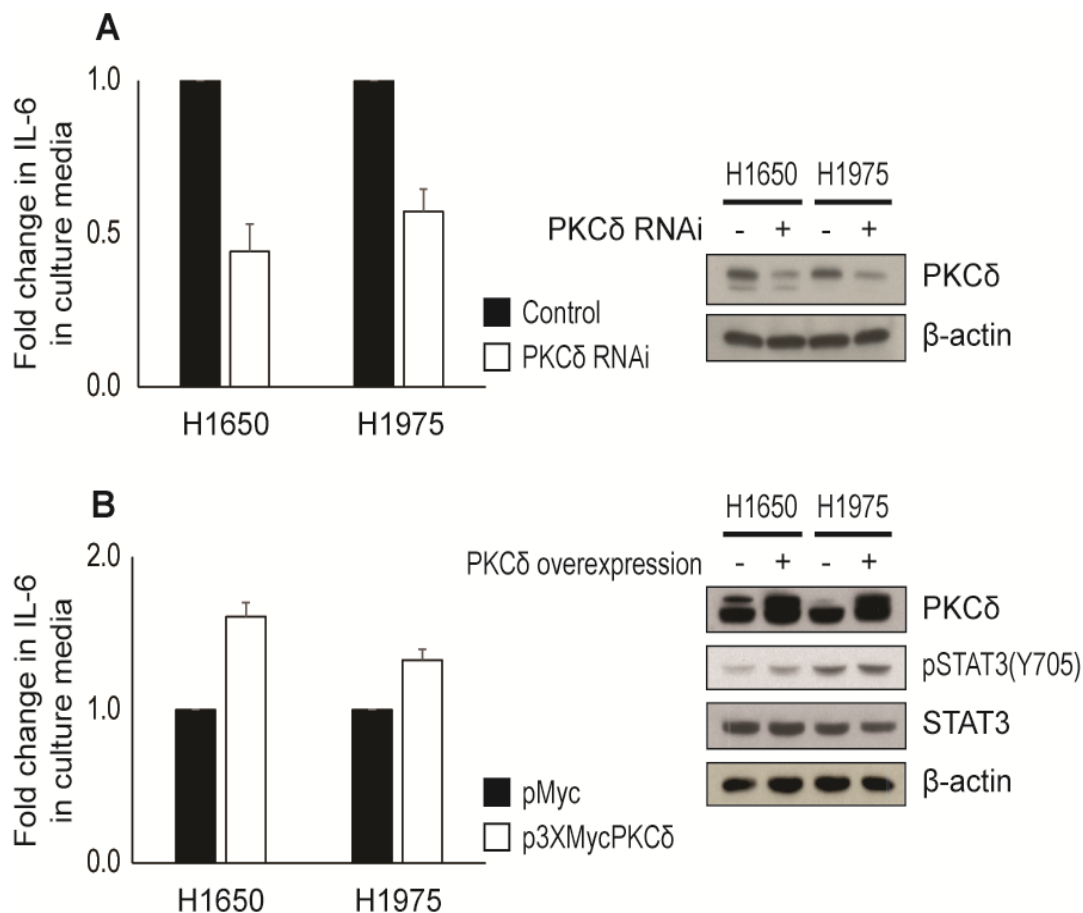 A
Fold change in IL-6
in culture media
1.0
0.5
0.0
H1650
H1975
Control
PKCδ RNAi
H1650 H1975
PKCδ RNAi - + - +
PKCδ
β-actin
B
Fold change in IL-6
in culture media
2.0
1.0
0.0
H1650
H1975
pMyc
p3XMycPKCδ
H1650 H1975
PKCδ overexpression - + - +
PKCδ
pSTAT3(Y705)
STAT3
β-actin